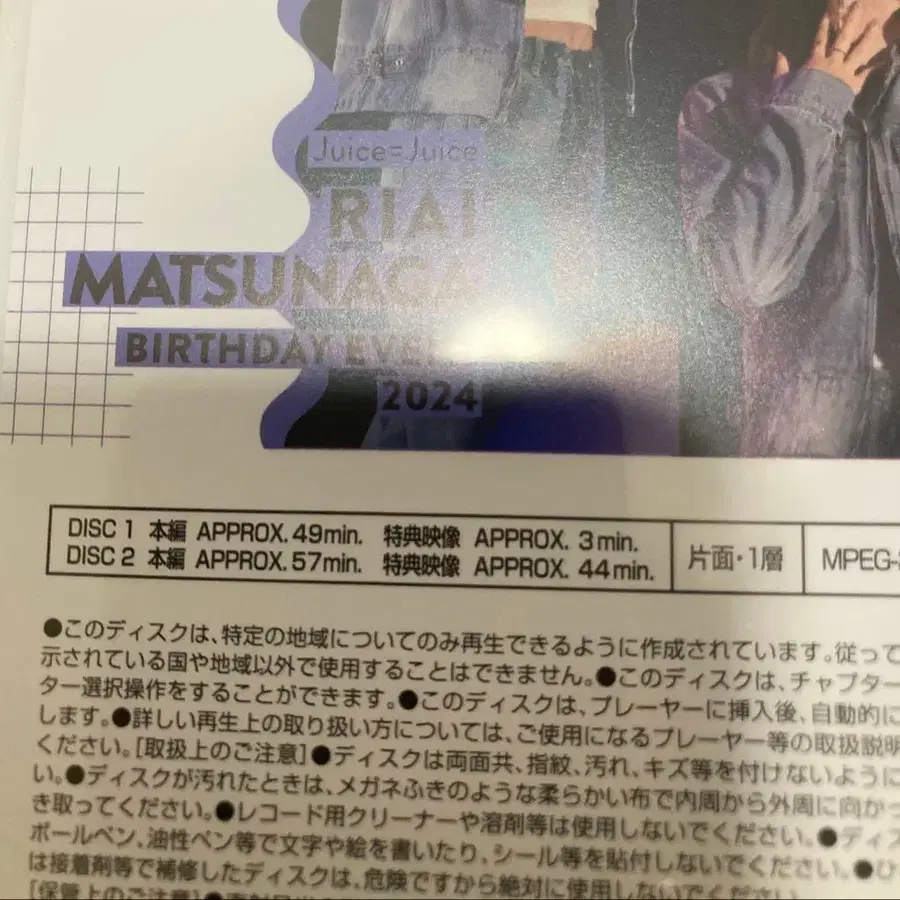 Juice=Juice
RIAI
MATSUNAGA
BIRTHDAY EVEN
2024
DISC 1 本編 APPROX. 49min. 特典映像 APPROX. 3min.
DISC 2 本編 APPROX. 57min. 特典映像 APPROX. 44min.
片面・1層
MPEG-
●このディスクは、特定の地域についてのみ再生できるように作成されています。従って
示されている国や地域以外で使用することはできません。●このディスクは、チャプター
ター選択操作をすることができます。●このディスクは、プレーヤーに挿入後、自動的に
します。●詳しい再生上の取り扱い方については、ご使用になるプレーヤー等の取扱説明
ください。[取扱上のご注意]●ディスクは両面共、指紋、汚れ、キズ等を付けないように
い。●ディスクが汚れたときは、メガネふきのような柔らかい布で内周から外周に向かっ
き取ってください。●レコード用クリーナーや溶剤等は使用しないでください。●ディス
ボールペン、油性ペン等で文字や絵を書いたり、シール等を貼付しないでください。●ひ
は接着剤等で補修したディスクは、危険ですから絶対に使用しないでください。
[保管上のご注意]●